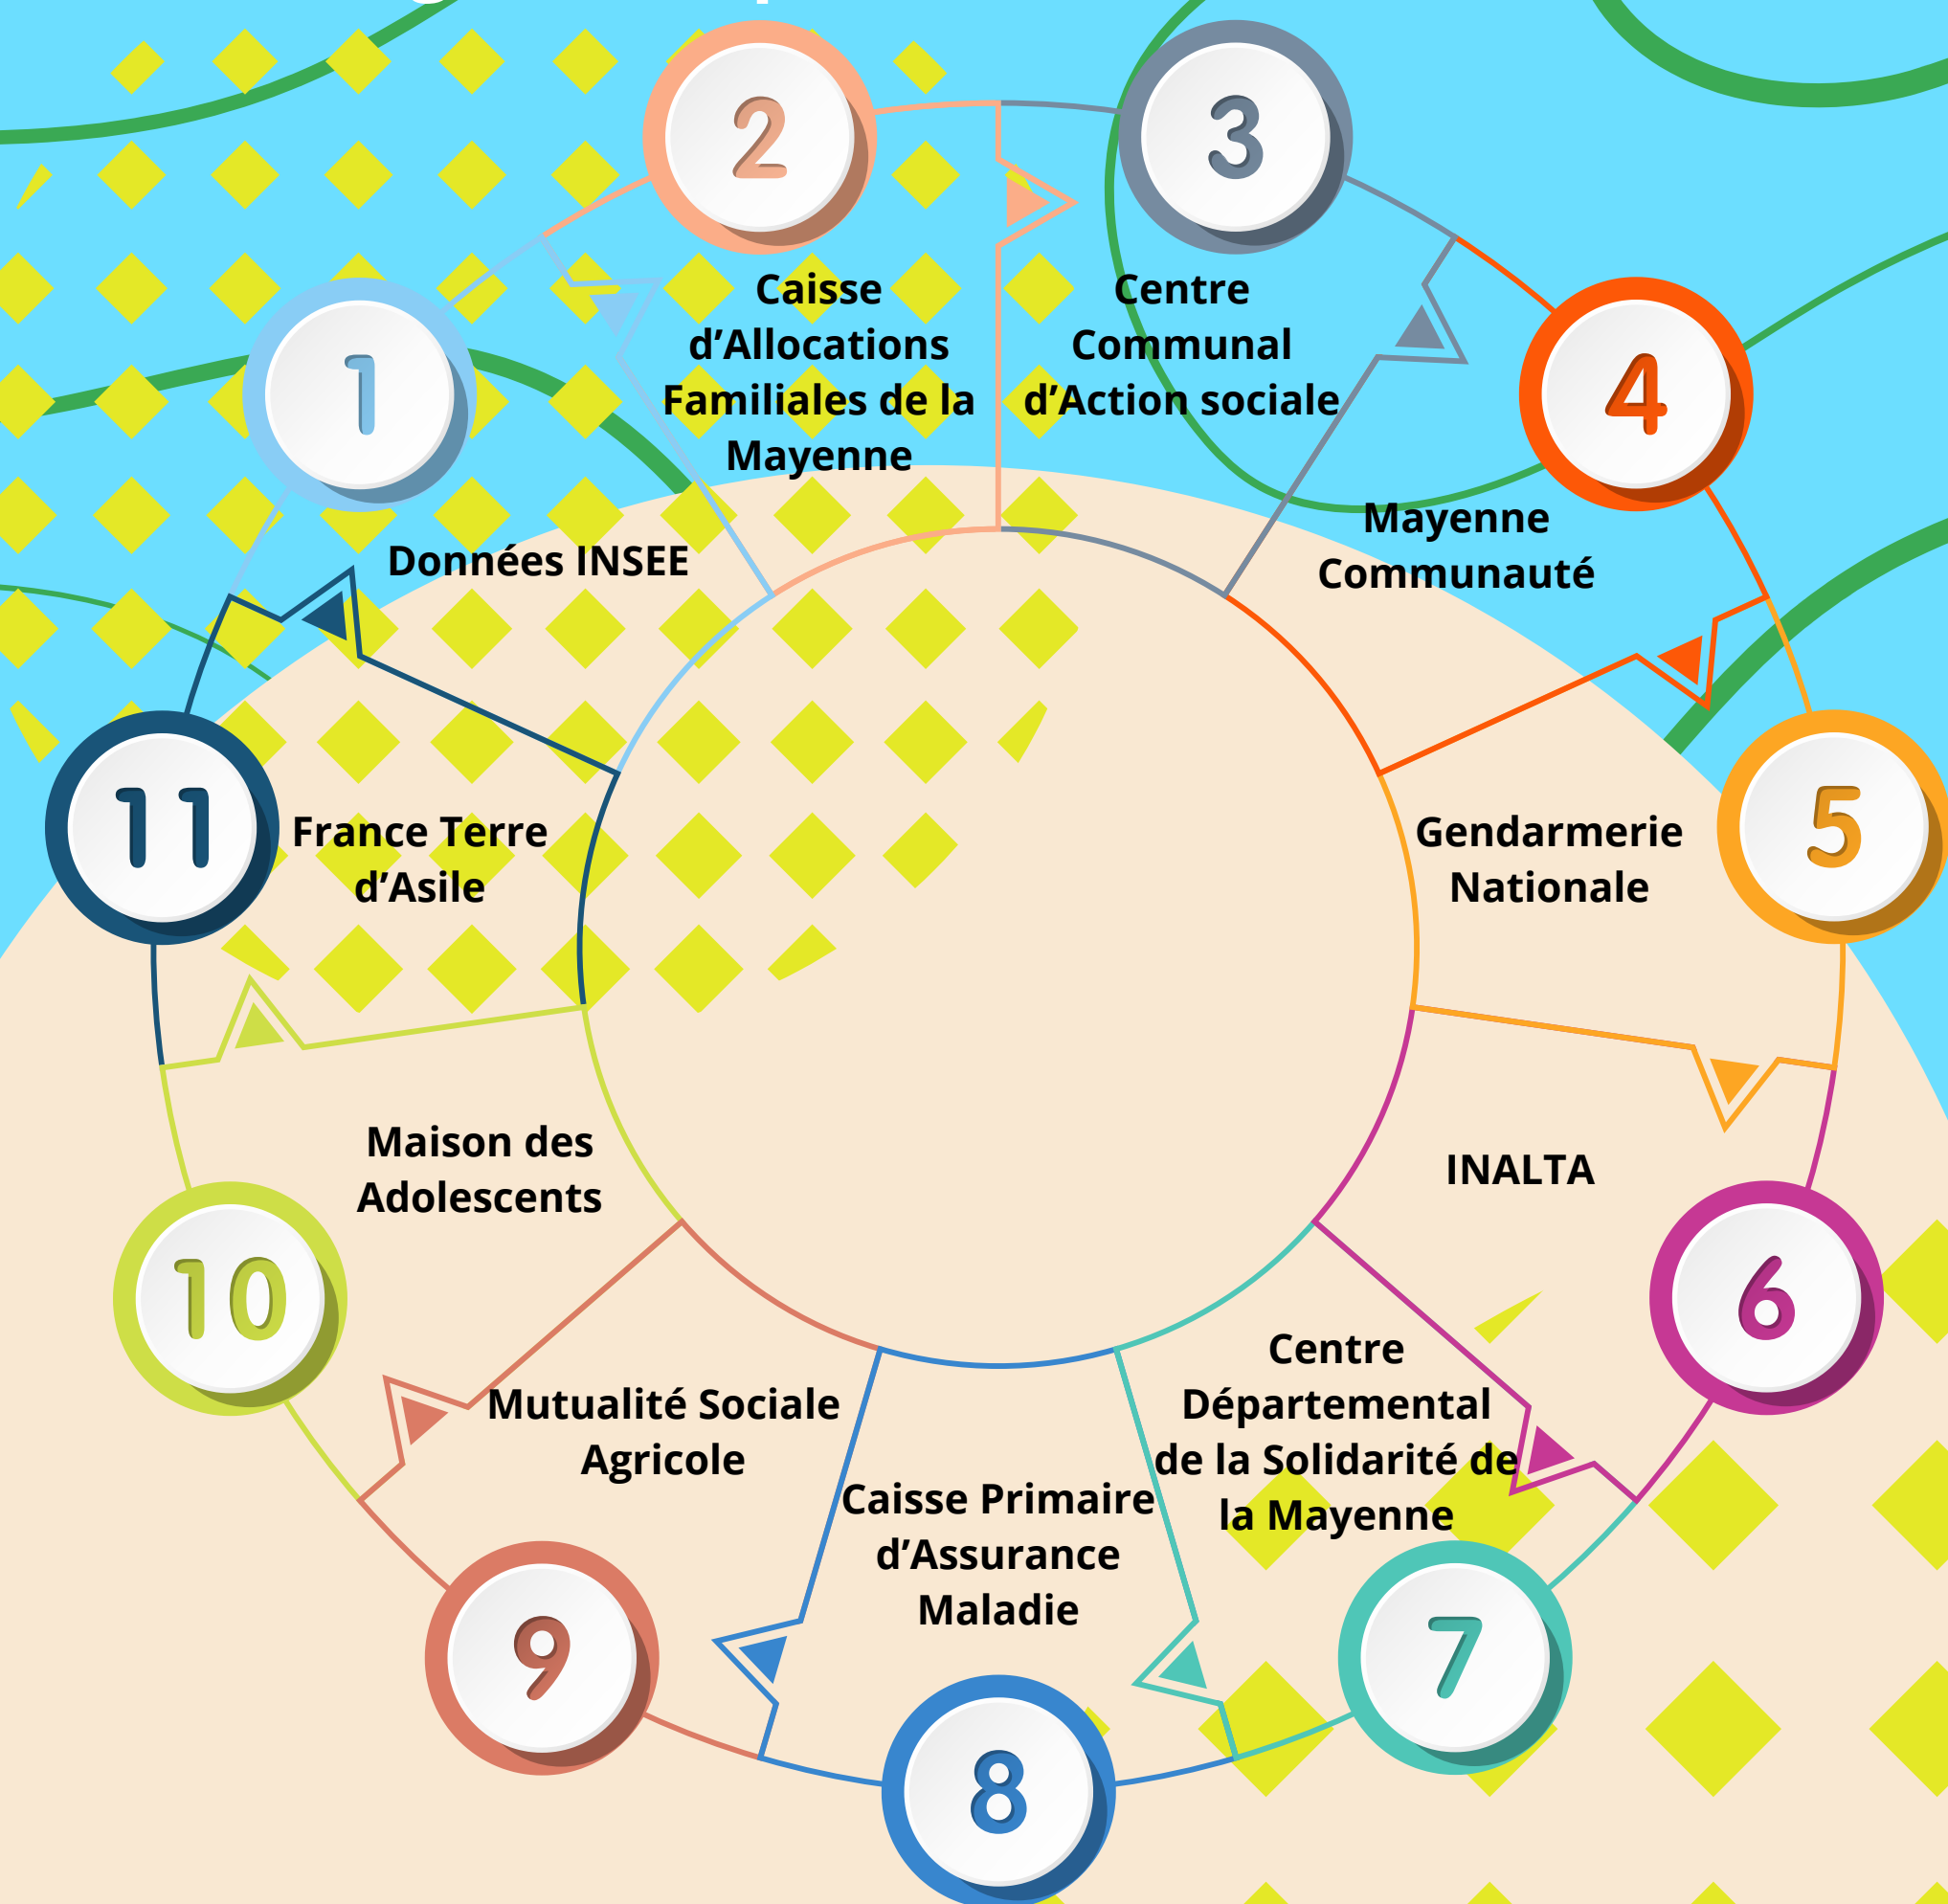 1
Données INSEE
2
Caisse
d’Allocations
Familiales de la
Mayenne
3
Centre
Communal
d’Action sociale
4
Mayenne
Communauté
5
Gendarmerie
Nationale
6
INALTA
7
Centre
Départemental
de la Solidarité de
la Mayenne
8
Caisse Primaire
d’Assurance
Maladie
9
Mutualité Sociale
Agricole
10
Maison des
Adolescents
11
France Terre
d’Asile